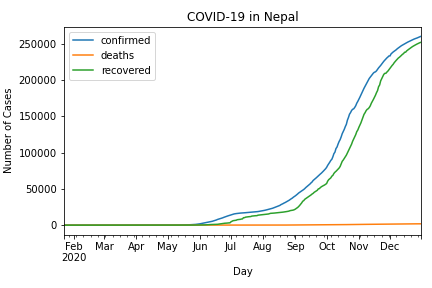 COVID-19 in Nepal
confirmed
deaths
recovered
Number of Cases
250000
200000
150000
100000
50000
0
Feb Mar Apr May Jun Jul Aug Sep Oct Nov Dec
2020
Day